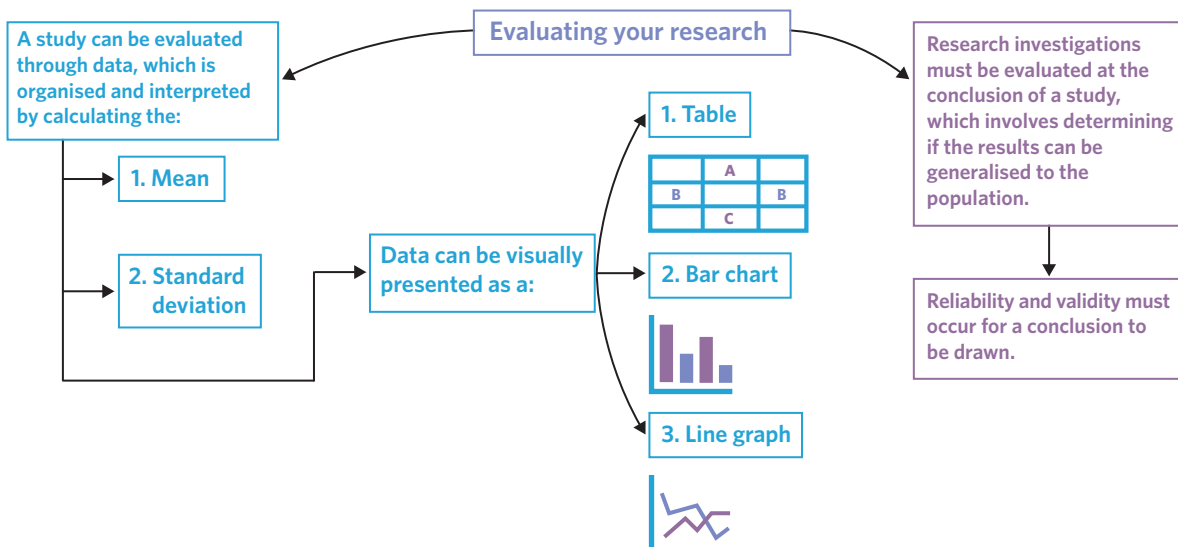 Evaluating your research
A study can be evaluated
through data, which is
organised and interpreted
by calculating the:
1. Mean
2. Standard
deviation
Data can be visually
presented as a:
1. Table
A
B B
C
2. Bar chart
3. Line graph
Research investigations
must be evaluated at the
conclusion of a study,
which involves determining
if the results can be
generalised to the
population.
Reliability and validity must
occur for a conclusion to
be drawn.